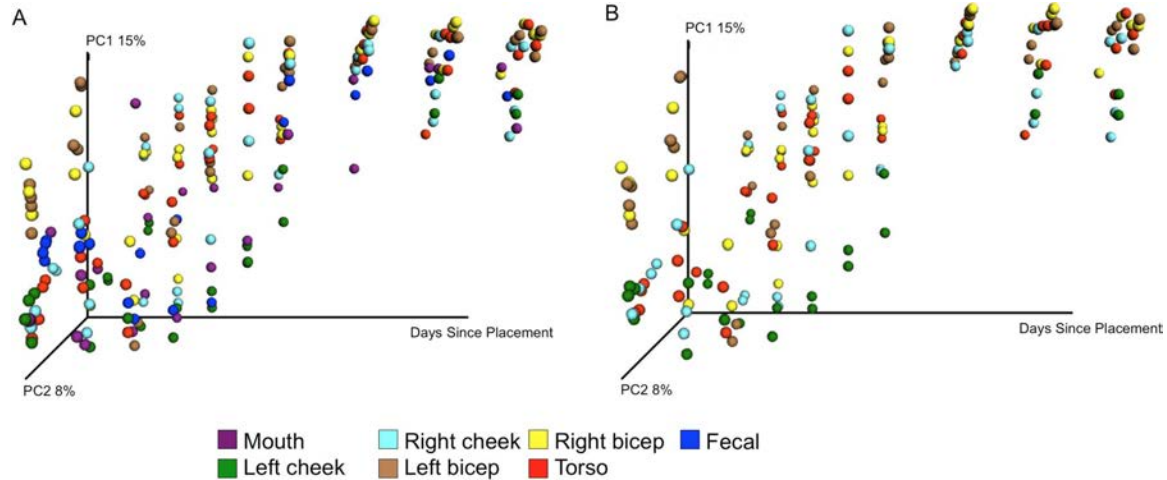 A
B
PC1 15%
PC1 15%
Days Since Placement
Days Since Placement
PC2 8%
PC2 8%
Mouth
Right cheek
Right bicep
Fecal
Left cheek
Left bicep
Torso